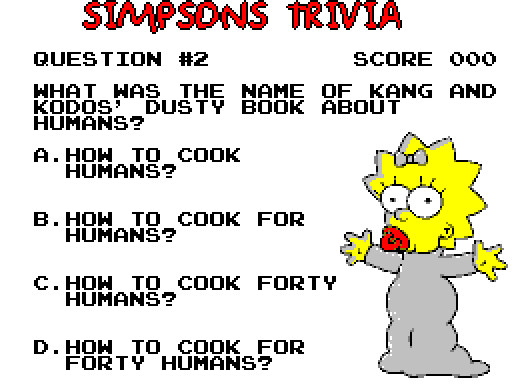 SIMPSONS TRIVIA
QUESTION #2 SCORE 000
WHAT WAS THE NAME OF KANG AND
KODOS' DUSTY BOOK ABOUT
HUMANS?
A.HOW TO COOK
HUMANS?
B.HOW TO COOK FOR
HUMANS?
C.HOW TO COOK FORTY
HUMANS?
D.HOW TO COOK FOR
FORTY HUMANS?